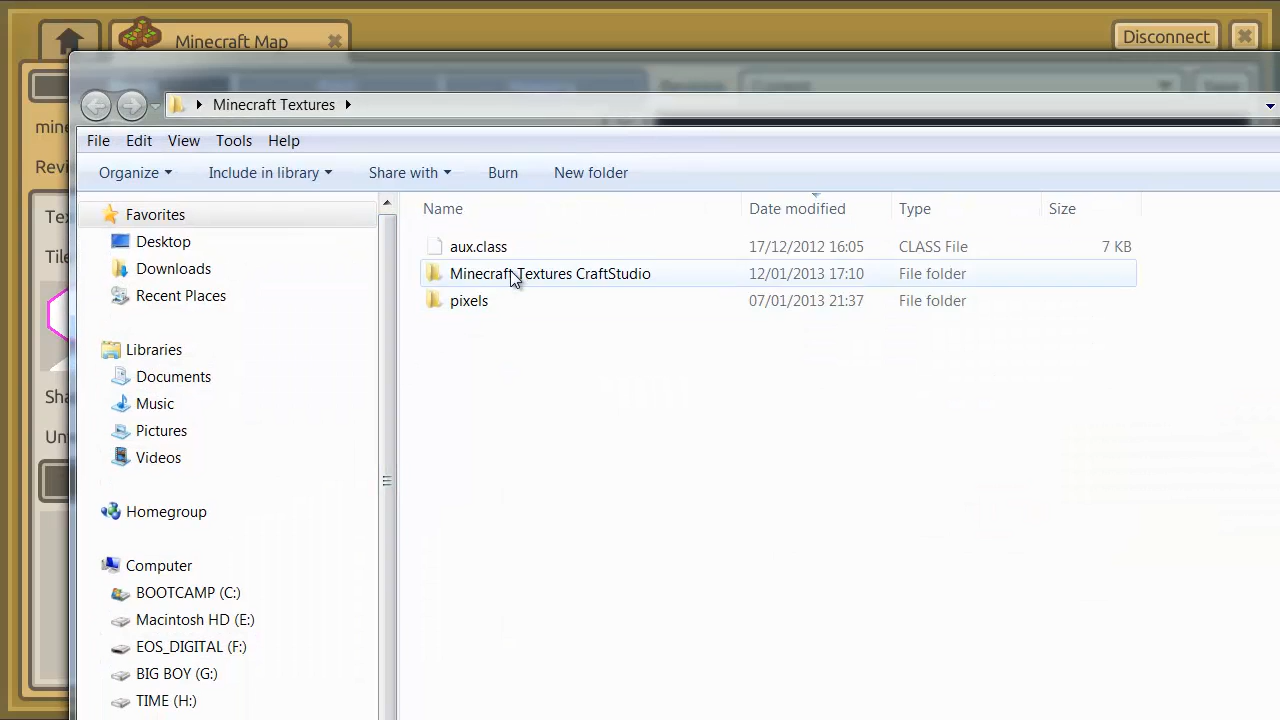 Minecraft Map
Disconnect
Minecraft Textures
File Edit View Tools Help
Organize Include in library Share with Burn New folder
Favorites
Desktop
Downloads
Recent Places
Libraries
Documents
Music
Pictures
Videos
Homegroup
Computer
BOOTCAMP (C:)
Macintosh HD (E:)
EOS_DIGITAL (F:)
BIG BOY (G:)
TIME (H:)
Name Date modified Type Size
aux.class 17/12/2012 16:05 CLASS File 7 KB
Minecraft Textures CraftStudio 12/01/2013 17:10 File folder
pixels 07/01/2013 21:37 File folder